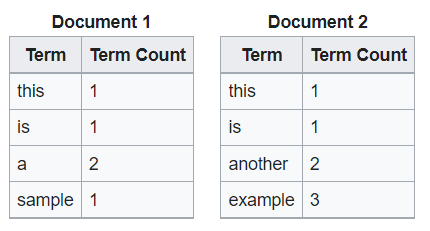 Document 1
Term Term Count
this 1
is 1
a 2
sample 1
Document 2
Term Term Count
this 1
is 1
another 2
example 3